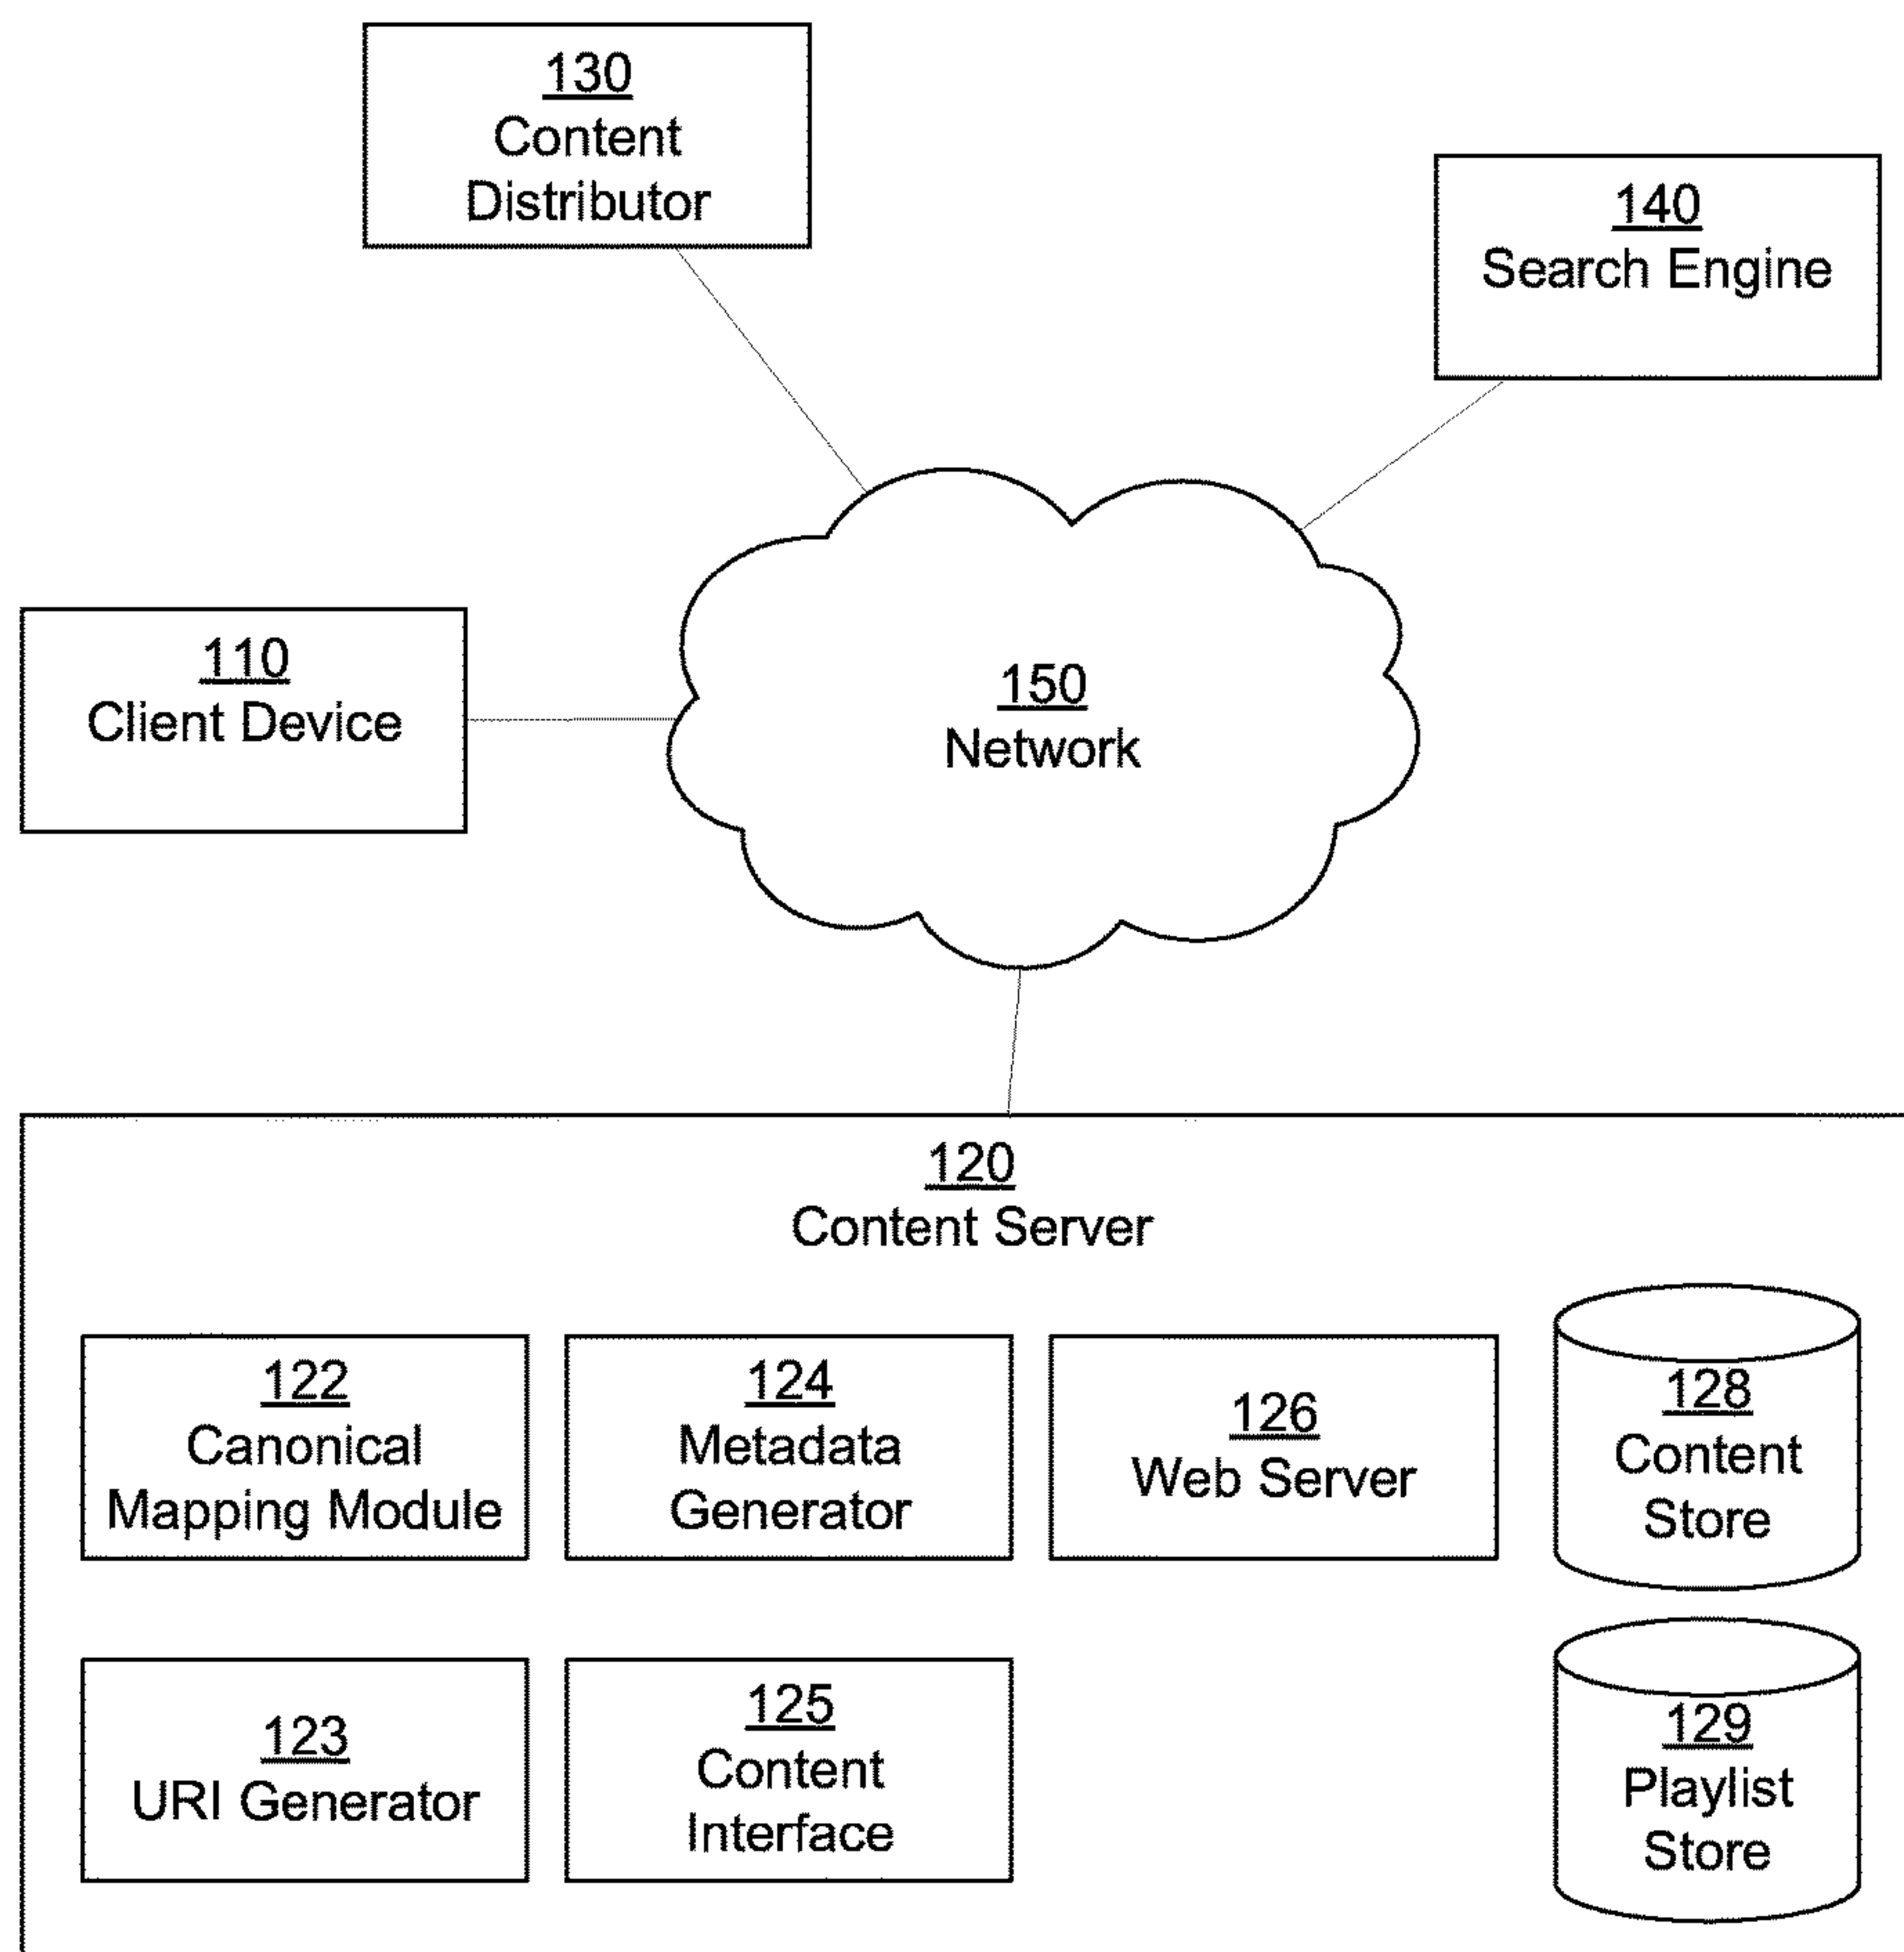 130
Content
Distributor
140
Search Engine
110
Client Device
150
Network
120
Content Server
122
Canonical
Mapping Module
124
Metadata
Generator
126
Web Server
128
Content
Store
123
URI Generator
125
Content
Interface
129
Playlist
Store